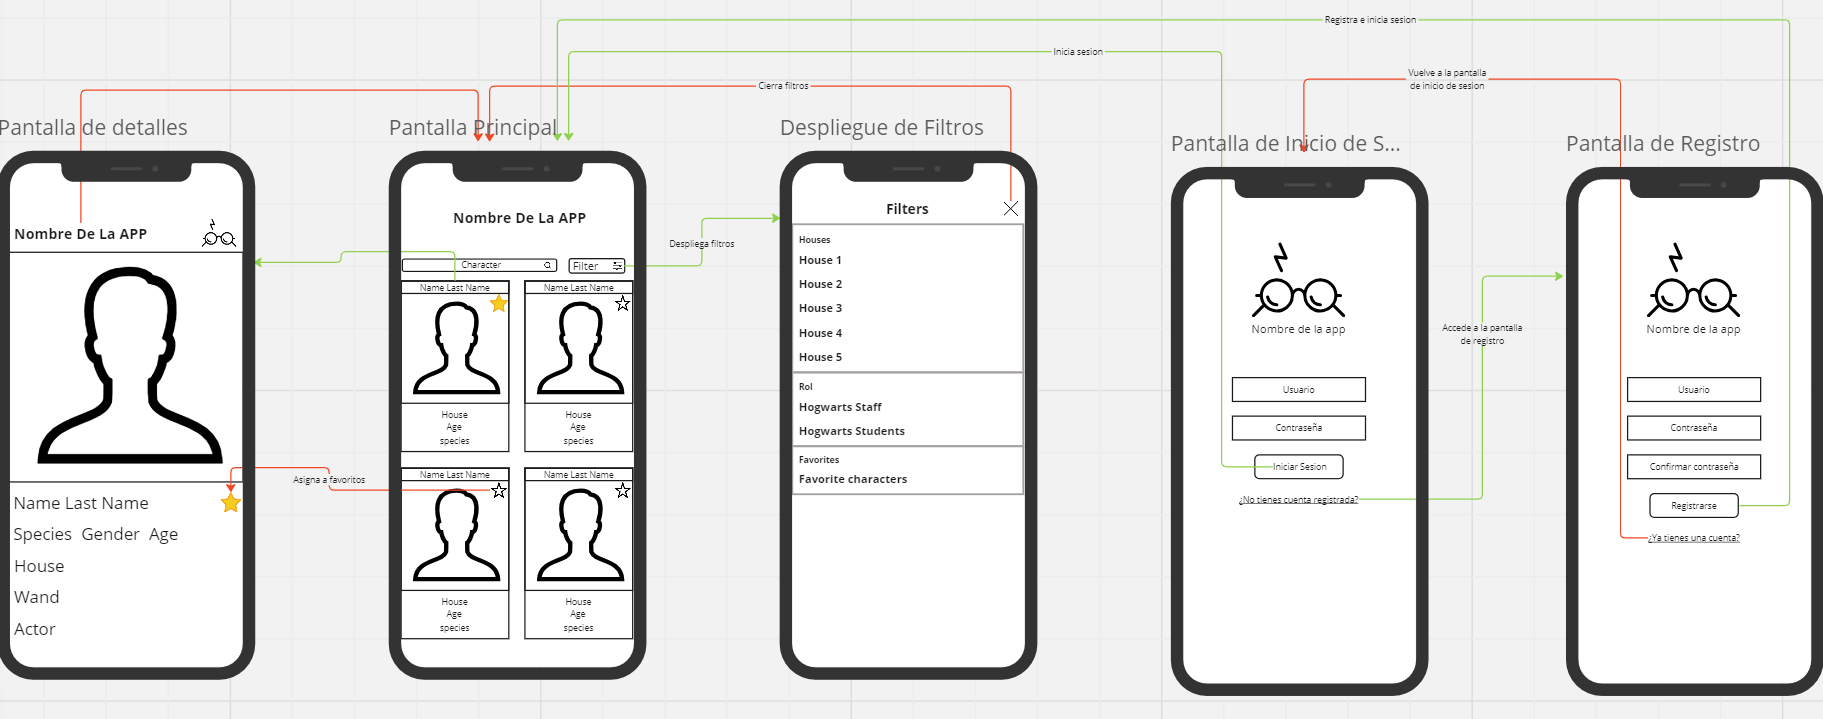 Registra e inicia sesion
Inicia sesion
Vuelve a la pantalla
de inicio de sesion
Cierra filtros
Pantalla de detalles
Nombre De La APP
Name Last Name
Species Gender Age
House
Wand
Actor
Asigna a favoritos
Pantalla Principal
Nombre De La APP
Character
Filter
Name Last Name
House
Age
species
Name Last Name
House
Age
species
Name Last Name
House
Age
species
Name Last Name
House
Age
species
Despliega filtros
Despliegue de Filtros
Filters
Houses
House 1
House 2
House 3
House 4
House 5
Rol
Hogwarts Staff
Hogwarts Students
Favorites
Favorite characters
Pantalla de Inicio de S...
Nombre de la app
Usuario
Contraseña
Iniciar Sesion
¿No tienes cuenta registrada?
Accede a la pantalla
de registro
Pantalla de Registro
Nombre de la app
Usuario
Contraseña
Confirmar contraseña
Registrarse
¿Ya tienes una cuenta?